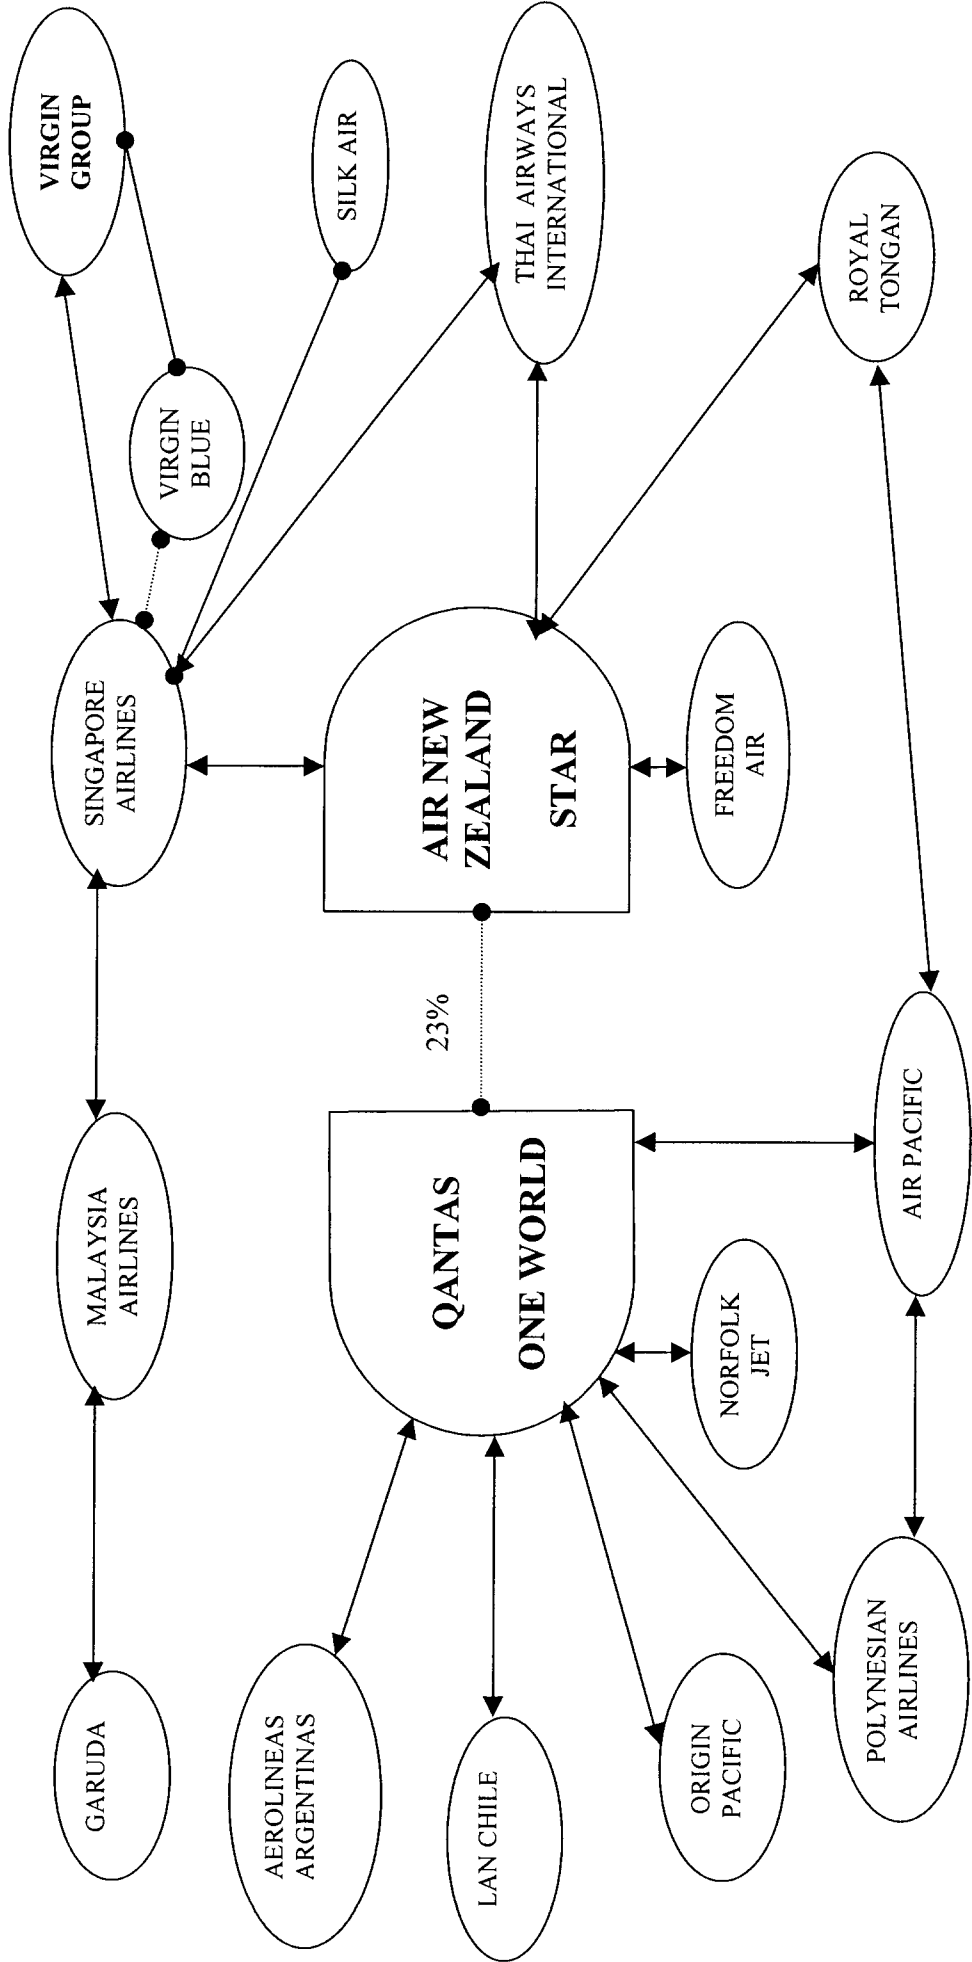 GARUDA
MALAYSIA
AIRLINES
SINGAPORE
AIRLINES
VIRGIN
GROUP
VIRGIN
BLUE
SILK AIR
AEROLINEAS
ARGENTINAS
LAN CHILE
QANTAS
ONE WORLD
23%
AIR NEW
ZEALAND
STAR
THAI AIRWAYS
INTERNATIONAL
ORIGIN
PACIFIC
NORFOLK
JET
FREEDOM
AIR
POLYNESIAN
AIRLINES
AIR PACIFIC
ROYAL
TONGAN